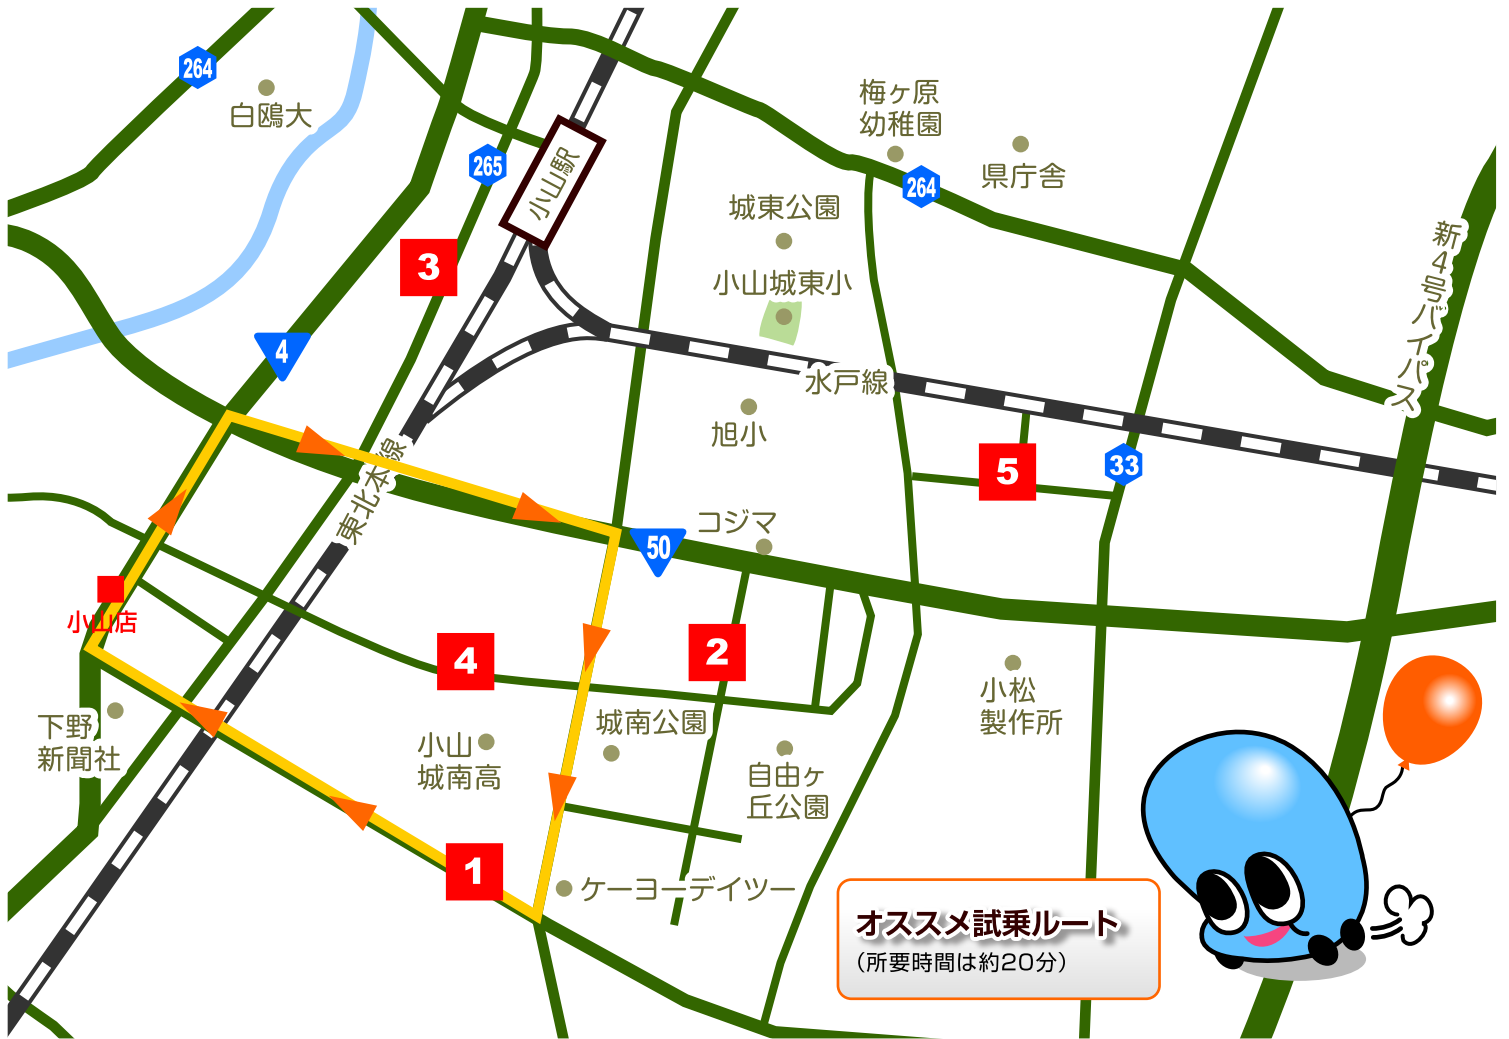 264
白鴎大
265
小山駅
梅ヶ原
幼稚園
県庁舎
264
城東公園
小山城東小
新4号バイパス
3
4
水戸線
旭小
東北本線
5
33
コジマ
50
小山店
2
4
下野
新聞社
小山
城南高
城南公園
自由ヶ
丘公園
小松
製作所
1
ケーヨーデイツー
オススメ試乗ルート
（所要時間は約20分）